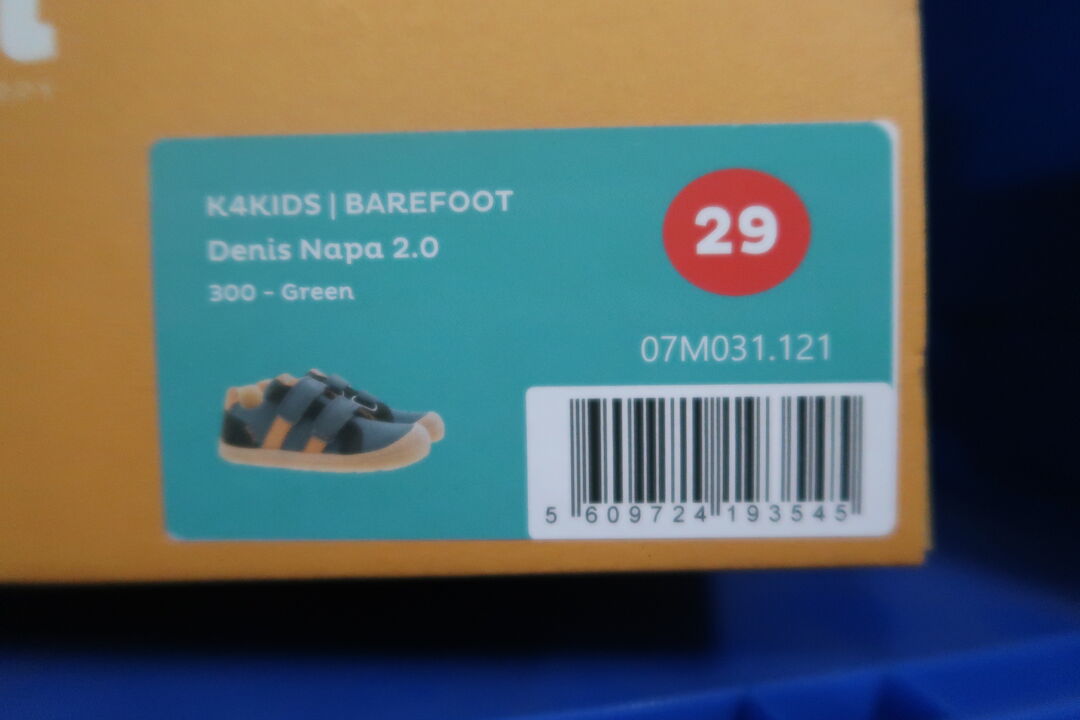 K4KIDS | BAREFOOT
Denis Napa 2.0
300 - Green
29
07M031.121
5 609724 193545